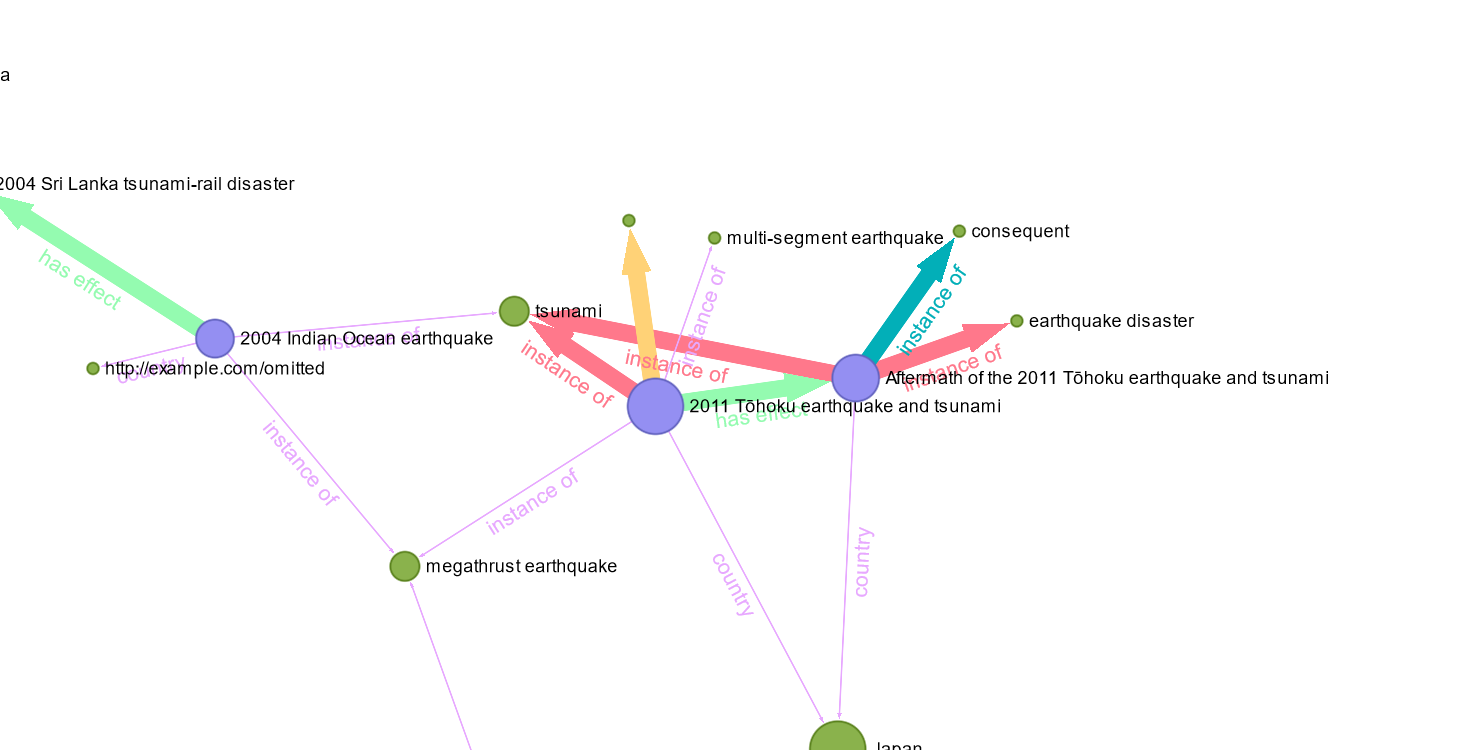 a
2004 Sri Lanka tsunami-rail disaster
multi-segment earthquake
consequent
has effect
instance of
instance of
tsunami
earthquake disaster
2004 Indian Ocean earthquake
instance of
http://example.com/omitted
country
instance of
instance of
instance of
Aftermath of the 2011 Tōhoku earthquake and tsunami
2011 Tōhoku earthquake and tsunami
has effect
instance of
instance of
megathrust earthquake
country
country
Japan